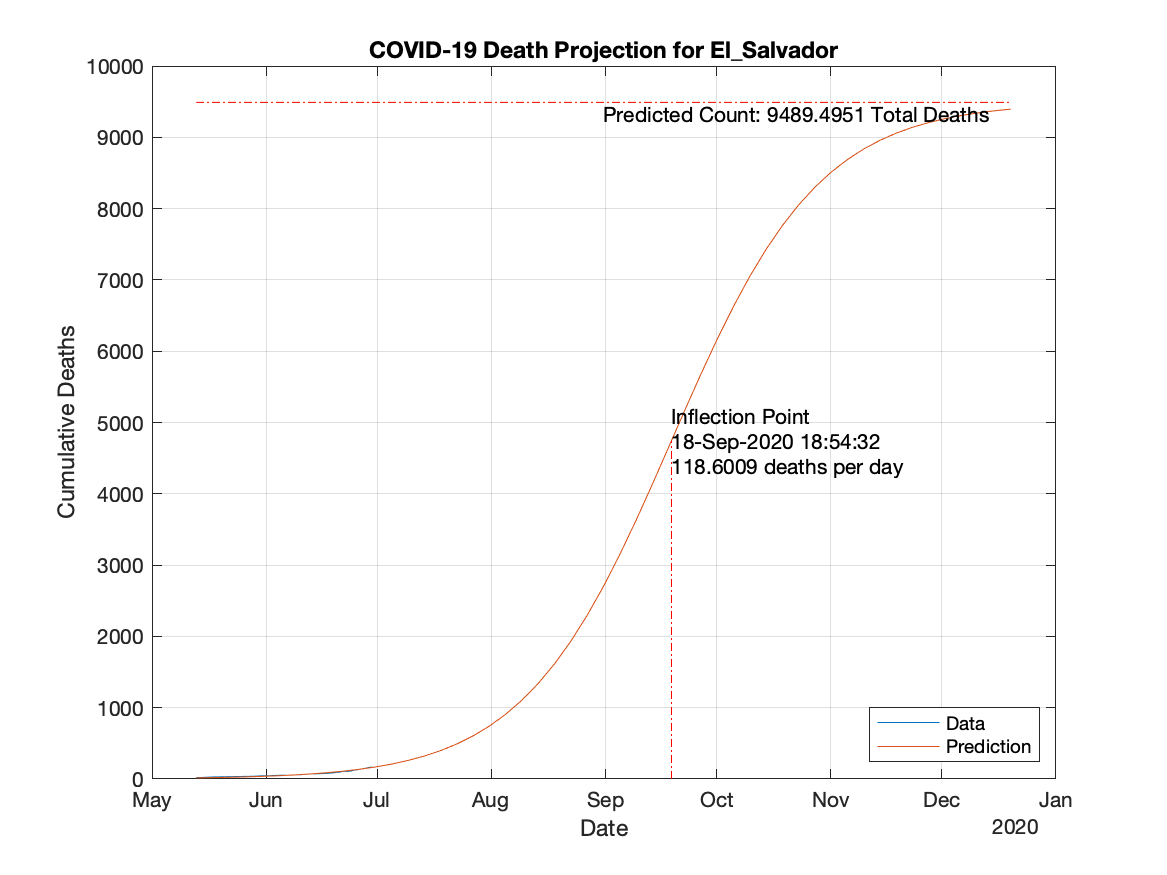 COVID-19 Death Projection for El_Salvador
10000
9000
8000
7000
6000
5000
4000
3000
2000
1000
0
Cumulative Deaths
Predicted Count: 9489.4951 Total Deaths
Inflection Point
18-Sep-2020 18:54:32
118.6009 deaths per day
Data
Prediction
May Jun Jul Aug Sep Oct Nov Dec Jan
Date
2020